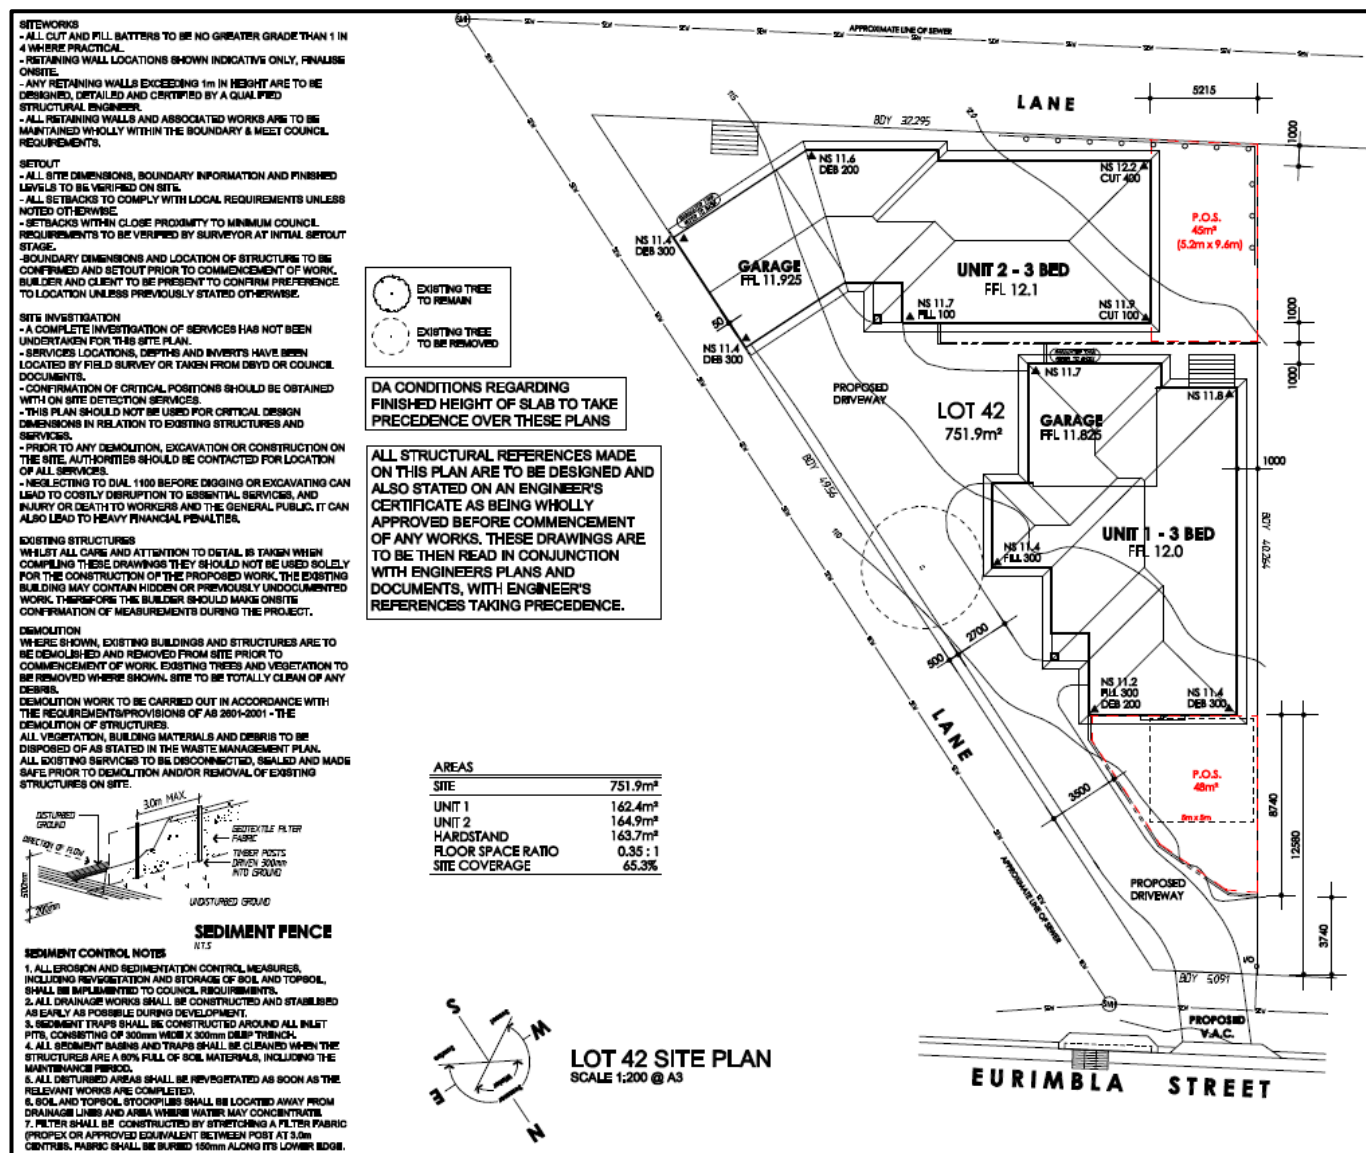 SITEWORKS
- ALL CUT AND FILL BATTERS TO BE NO GREATER GRADE THAN 1 IN
4 WHERE PRACTICAL.
- RETAINING WALL LOCATIONS SHOWN INDICATIVE ONLY, FINALISE
ONSITE.
- ANY RETAINING WALLS EXCEEDING 1m IN HEIGHT ARE TO BE
DESIGNED, DETAILED AND CERTIFIED BY A QUALIFIED
STRUCTURAL ENGINEER.
- ALL RETAINING WALLS AND ASSOCIATED WORKS ARE TO BE
MAINTAINED WHOLLY WITHIN THE BOUNDARY & MEET COUNCIL
REQUIREMENTS.
SETOUT
- ALL SITE DIMENSIONS, BOUNDARY INFORMATION AND FINISHED
LEVELS TO BE VERIFIED ON SITE.
- ALL SETBACKS TO COMPLY WITH LOCAL REQUIREMENTS UNLESS
NOTED OTHERWISE.
- SETBACKS WITHIN CLOSE PROXIMITY TO MINIMUM COUNCIL
REQUIREMENTS TO BE VERIFIED BY SURVEYOR AT INITIAL SETOUT
STAGE.
-BOUNDARY DIMENSIONS AND LOCATION OF STRUCTURE TO BE
CONFIRMED AND SETOUT PRIOR TO COMMENCEMENT OF WORK.
BUILDER AND CLIENT TO BE PRESENT TO CONFIRM PREFERENCE
TO LOCATION UNLESS PREVIOUSLY STATED OTHERWISE.
SITE INVESTIGATION
- A COMPLETE INVESTIGATION OF SERVICES HAS NOT BEEN
UNDERTAKEN FOR THIS SITE PLAN.
- SERVICES LOCATIONS, DEPTHS AND INVERTS HAVE BEEN
LOCATED BY FIELD SURVEY OR TAKEN FROM DBYD OR COUNCIL
DOCUMENTS.
- CONFIRMATION OF CRITICAL POSITIONS SHOULD BE OBTAINED
WITH ON SITE DETECTION SERVICES.
- THIS PLAN SHOULD NOT BE USED FOR CRITICAL DESIGN
DIMENSIONS IN RELATION TO EXISTING STRUCTURES AND
SERVICES.
- PRIOR TO ANY DEMOLITION, EXCAVATION OR CONSTRUCTION ON
THE SITE, AUTHORITIES SHOULD BE CONTACTED FOR LOCATION
OF ALL SERVICES.
- NEGLECTING TO DIAL 1100 BEFORE DIGGING OR EXCAVATING CAN
LEAD TO COSTLY DISRUPTION TO ESSENTIAL SERVICES, AND
INJURY OR DEATH TO WORKERS AND THE GENERAL PUBLIC. IT CAN
ALSO LEAD TO HEAVY FINANCIAL PENALTIES.
EXISTING STRUCTURES
WHILST ALL CARE AND ATTENTION TO DETAIL IS TAKEN WHEN
COMPILING THESE DRAWINGS THEY SHOULD NOT BE USED SOLELY
FOR THE CONSTRUCTION OF THE PROPOSED WORK. THE EXISTING
BUILDING MAY CONTAIN HIDDEN OR PREVIOUSLY UNDOCUMENTED
WORK. THEREFORE THE BUILDER SHOULD MAKE ONSITE
CONFIRMATION OF MEASUREMENTS DURING THE PROJECT.
DEMOLITION
WHERE SHOWN, EXISTING BUILDINGS AND STRUCTURES ARE TO
BE DEMOLISHED AND REMOVED FROM SITE PRIOR TO
COMMENCEMENT OF WORK. EXISTING TREES AND VEGETATION TO
BE REMOVED WHERE SHOWN. SITE TO BE TOTALLY CLEAN OF ANY
DEBRIS.
DEMOLITION WORK TO BE CARRIED OUT IN ACCORDANCE WITH
THE REQUIREMENTS/PROVISIONS OF AS 2601-2001 - THE
DEMOLITION OF STRUCTURES.
ALL VEGETATION, BUILDING MATERIALS AND DEBRIS TO BE
DISPOSED OF AS STATED IN THE WASTE MANAGEMENT PLAN.
ALL EXISTING SERVICES TO BE DISCONNECTED, SEALED AND MADE
SAFE PRIOR TO DEMOLITION AND/OR REMOVAL OF EXISTING
STRUCTURES ON SITE.
3.0m MAX.
DISTURBED
GROUND
DIRECTION OF FLOW
GEOTEXTILE FILTER
FABRIC
TIMBER POSTS
DRIVEN 300mm
INTO GROUND
500mm
200mm
UNDISTURBED GROUND
SEDIMENT FENCE
N.T.S
SEDIMENT CONTROL NOTES
1. ALL EROSION AND SEDIMENTATION CONTROL MEASURES,
INCLUDING REVEGETATION AND STORAGE OF SOIL AND TOPSOIL,
SHALL BE IMPLEMENTED TO COUNCIL REQUIREMENTS.
2. ALL DRAINAGE WORKS SHALL BE CONSTRUCTED AND STABILISED
AS EARLY AS POSSIBLE DURING DEVELOPMENT.
3. SEDIMENT TRAPS SHALL BE CONSTRUCTED AROUND ALL INLET
PITS, CONSISTING OF 300mm WIDE X 300mm DEEP TRENCH.
4. ALL SEDIMENT BASINS AND TRAPS SHALL BE CLEANED WHEN THE
STRUCTURES ARE A 60% FULL OF SOIL MATERIALS, INCLUDING THE
MAINTENANCE PERIOD.
5. ALL DISTURBED AREAS SHALL BE REVEGETATED AS SOON AS THE
RELEVANT WORKS ARE COMPLETED.
6. SOIL AND TOPSOIL STOCKPILES SHALL BE LOCATED AWAY FROM
DRAINAGE LINES AND AREA WHERE WATER MAY CONCENTRATE.
7. FILTER SHALL BE CONSTRUCTED BY STRETCHING A FILTER FABRIC
(PROPEX OR APPROVED EQUIVALENT BETWEEN POST AT 3.0m
CENTRES. FABRIC SHALL BE BURIED 150mm ALONG ITS LOWER EDGE.
EXISTING TREE
TO REMAIN
EXISTING TREE
TO BE REMOVED
DA CONDITIONS REGARDING
FINISHED HEIGHT OF SLAB TO TAKE
PRECEDENCE OVER THESE PLANS
ALL STRUCTURAL REFERENCES MADE
ON THIS PLAN ARE TO BE DESIGNED AND
ALSO STATED ON AN ENGINEER'S
CERTIFICATE AS BEING WHOLLY
APPROVED BEFORE COMMENCEMENT
OF ANY WORKS. THESE DRAWINGS ARE
TO BE THEN READ IN CONJUNCTION
WITH ENGINEERS PLANS AND
DOCUMENTS, WITH ENGINEER'S
REFERENCES TAKING PRECEDENCE.
AREAS
SITE 751.9m²
UNIT 1 162.4m²
UNIT 2 164.9m²
HARDSTAND 163.7m²
FLOOR SPACE RATIO 0.35 : 1
SITE COVERAGE 65.3%
S
W
E
N
LOT 42 SITE PLAN
SCALE 1:200 @ A3
SMH
APPROXIMATE LINE OF SEWER
LANE
5215
1000
BDY 32.295
11.5
12.0
NS 11.6
DEB 200
NS 12.2
CUT 400
P.O.S.
45m²
(5.2m x 9.6m)
NS 11.4
DEB 300
GARAGE
FFL 11.925
UNIT 2 - 3 BED
FFL 12.1
NS 11.7
FILL 100
NS 11.9
CUT 100
1000
50
NS 11.4
DEB 300
NS 11.7
1000
PROPOSED
DRIVEWAY
LOT 42
751.9m²
GARAGE
FFL 11.825
NS 11.8
1000
BDY 49.56
11.0
UNIT 1 - 3 BED
FFL 12.0
NS 11.4
FILL 300
BDY 40.264
2700
500
NS 11.2
FILL 300
DEB 200
NS 11.4
DEB 300
LANE
P.O.S.
48m²
5m x 5m
3500
8740
12580
APPROXIMATE LINE OF SEWER
PROPOSED
DRIVEWAY
3740
BDY 5.091
SMH
PROPOSED
V.A.C.
EURIMBLA STREET